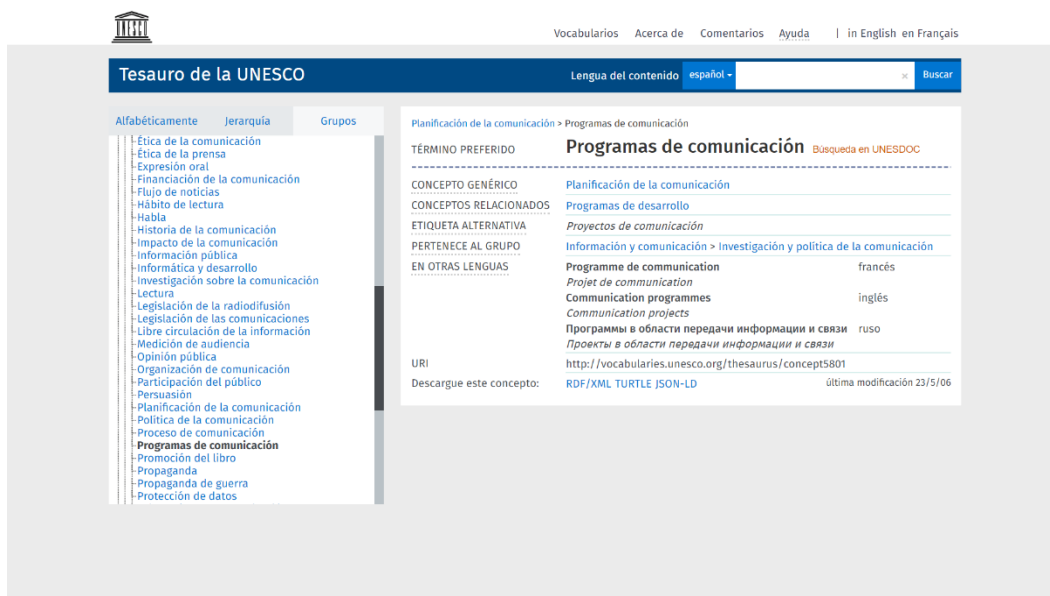 UNESCO
Vocabularios Acerca de Comentarios Ayuda | in English en Français
Tesauro de la UNESCO
Lengua del contenido español × Buscar
Alfabéticamente Jerarquía Grupos
Ética de la comunicación
Ética de la prensa
Expresión oral
Financiación de la comunicación
Flujo de noticias
Hábito de lectura
Habla
Historia de la comunicación
Impacto de la comunicación
Información pública
Informática y desarrollo
Investigación sobre la comunicación
Lectura
Legislación de la radiodifusión
Legislación de las comunicaciones
Libre circulación de la información
Medición de audiencia
Opinión pública
Organización de comunicación
Participación del público
Persuasión
Planificación de la comunicación
Política de la comunicación
Proceso de comunicación
Programas de comunicación
Promoción del libro
Propaganda
Propaganda de guerra
Protección de datos
Planificación de la comunicación > Programas de comunicación
TÉRMINO PREFERIDO Programas de comunicación Búsqueda en UNESDOC
CONCEPTO GENÉRICO Planificación de la comunicación
CONCEPTOS RELACIONADOS Programas de desarrollo
ETIQUETA ALTERNATIVA Proyectos de comunicación
PERTENECE AL GRUPO Información y comunicación > Investigación y política de la comunicación
EN OTRAS LENGUAS Programme de communication francés
Projet de communication
Communication programmes inglés
Communication projects
Программы в области передачи информации и связи ruso
Проекты в области передачи информации и связи
URI http://vocabularies.unesco.org/thesaurus/concept5801
Descargue este concepto: RDF/XML TURTLE JSON-LD última modificación 23/5/06